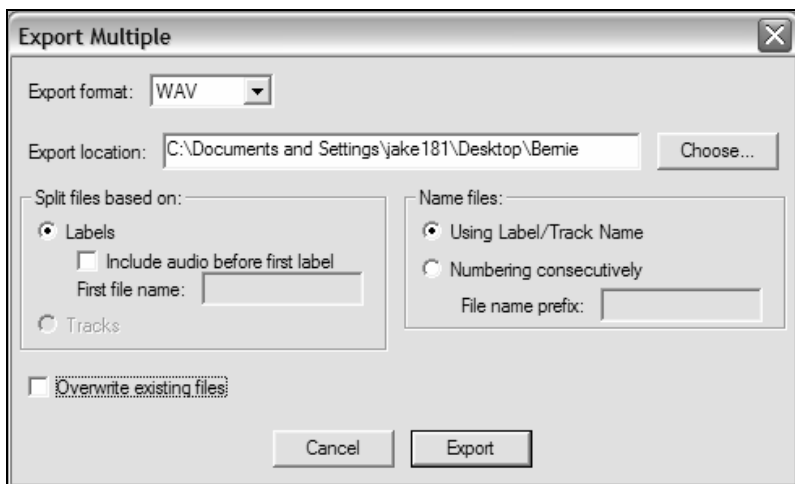 Export Multiple
Export format: WAV
Export location: C:\Documents and Settings\jake181\Desktop\Bernie Choose...
Split files based on:
Labels
Include audio before first label
First file name:
Tracks
Name files:
Using Label/Track Name
Numbering consecutively
File name prefix:
Overwrite existing files
Cancel Export